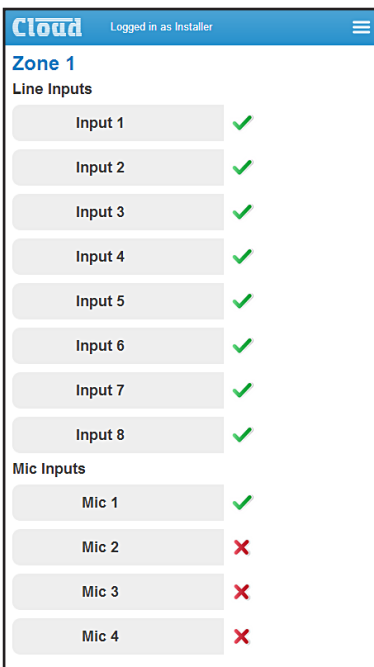 Cloud Logged in as Installer
Zone 1
Line Inputs
Input 1
Input 2
Input 3
Input 4
Input 5
Input 6
Input 7
Input 8
Mic Inputs
Mic 1
Mic 2
Mic 3
Mic 4